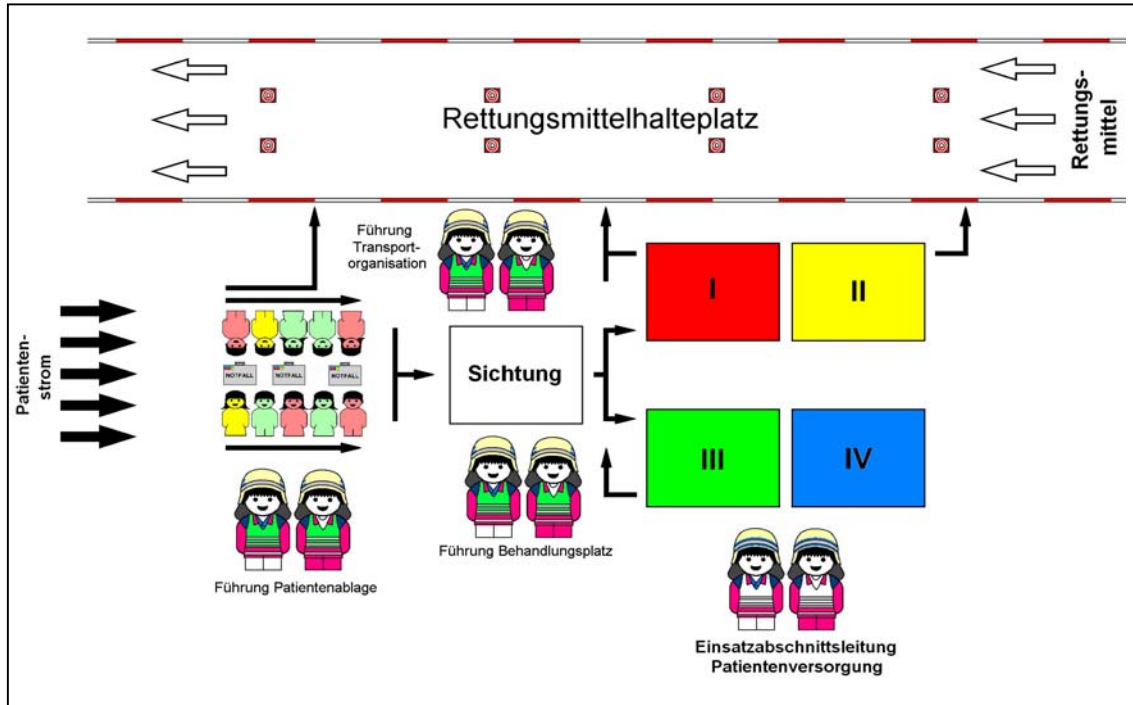 Rettungsmittelhalteplatz
Rettungs-
mittel
Führung
Transport-
organisation
Patienten-
strom
NOTFALL
NOTFALL
NOTFALL
Sichtung
I
II
III
IV
Führung Patientenablage
Führung Behandlungsplatz
Einsatzabschnittsleitung
Patientenversorgung